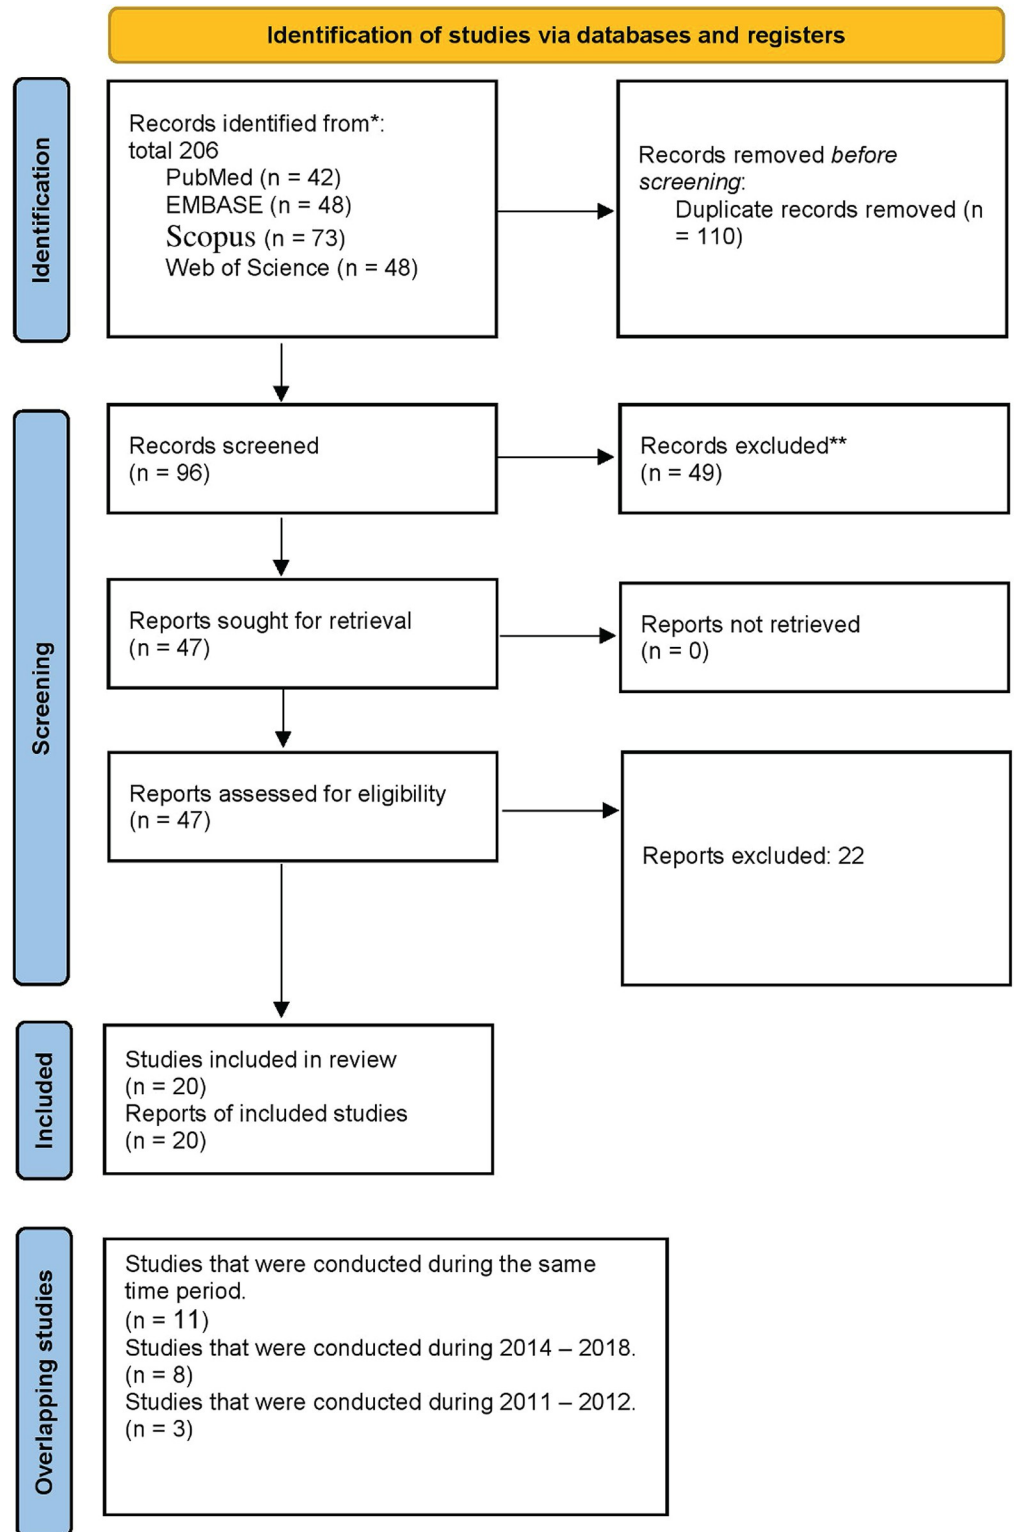 Identification of studies via databases and registers
Identification
Records identified from*:
total 206
PubMed (n = 42)
EMBASE (n = 48)
Scopus (n = 73)
Web of Science (n = 48)
Records removed before
screening:
Duplicate records removed (n
= 110)
Screening
Records screened
(n = 96)
Records excluded**
(n = 49)
Reports sought for retrieval
(n = 47)
Reports not retrieved
(n = 0)
Reports assessed for eligibility
(n = 47)
Reports excluded: 22
Included
Studies included in review
(n = 20)
Reports of included studies
(n = 20)
Overlapping studies
Studies that were conducted during the same
time period.
(n = 11)
Studies that were conducted during 2014 – 2018.
(n = 8)
Studies that were conducted during 2011 – 2012.
(n = 3)